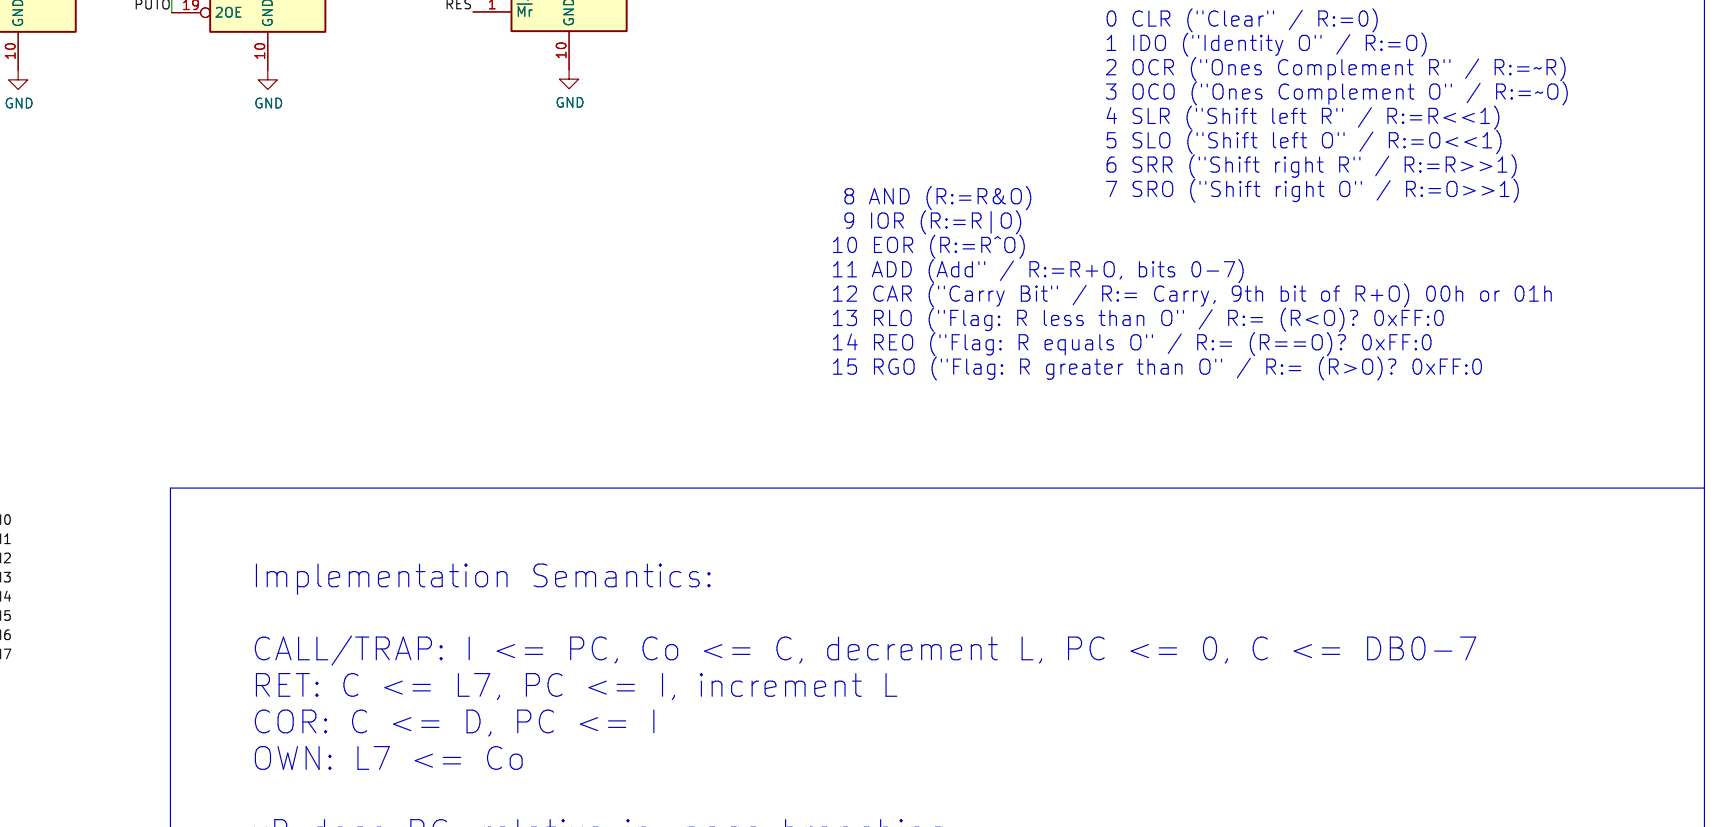 GND
PUTO 19 2OE
GND
RES 1 Mr
GND
10
10
10
GND
GND
GND
0 CLR ("Clear" / R:=0)
1 IDO ("Identity O" / R:=O)
2 OCR ("Ones Complement R" / R:=~R)
3 OCO ("Ones Complement O" / R:=~O)
4 SLR ("Shift left R" / R:=R<<1)
5 SLO ("Shift left O" / R:=O<<1)
6 SRR ("Shift right R" / R:=R>>1)
7 SRO ("Shift right O" / R:=O>>1)
8 AND (R:=R&O)
9 IOR (R:=R|O)
10 EOR (R:=R^O)
11 ADD (Add" / R:=R+O, bits 0-7)
12 CAR ("Carry Bit" / R:= Carry, 9th bit of R+O) 00h or 01h
13 RLO ("Flag: R less than O" / R:= (R<O)? 0xFF:0
14 REO ("Flag: R equals O" / R:= (R==O)? 0xFF:0
15 RGO ("Flag: R greater than O" / R:= (R>O)? 0xFF:0
Implementation Semantics:
CALL/TRAP: I <= PC, Co <= C, decrement L, PC <= 0, C <= DB0-7
RET: C <= L7, PC <= I, increment L
COR: C <= D, PC <= I
OWN: L7 <= Co